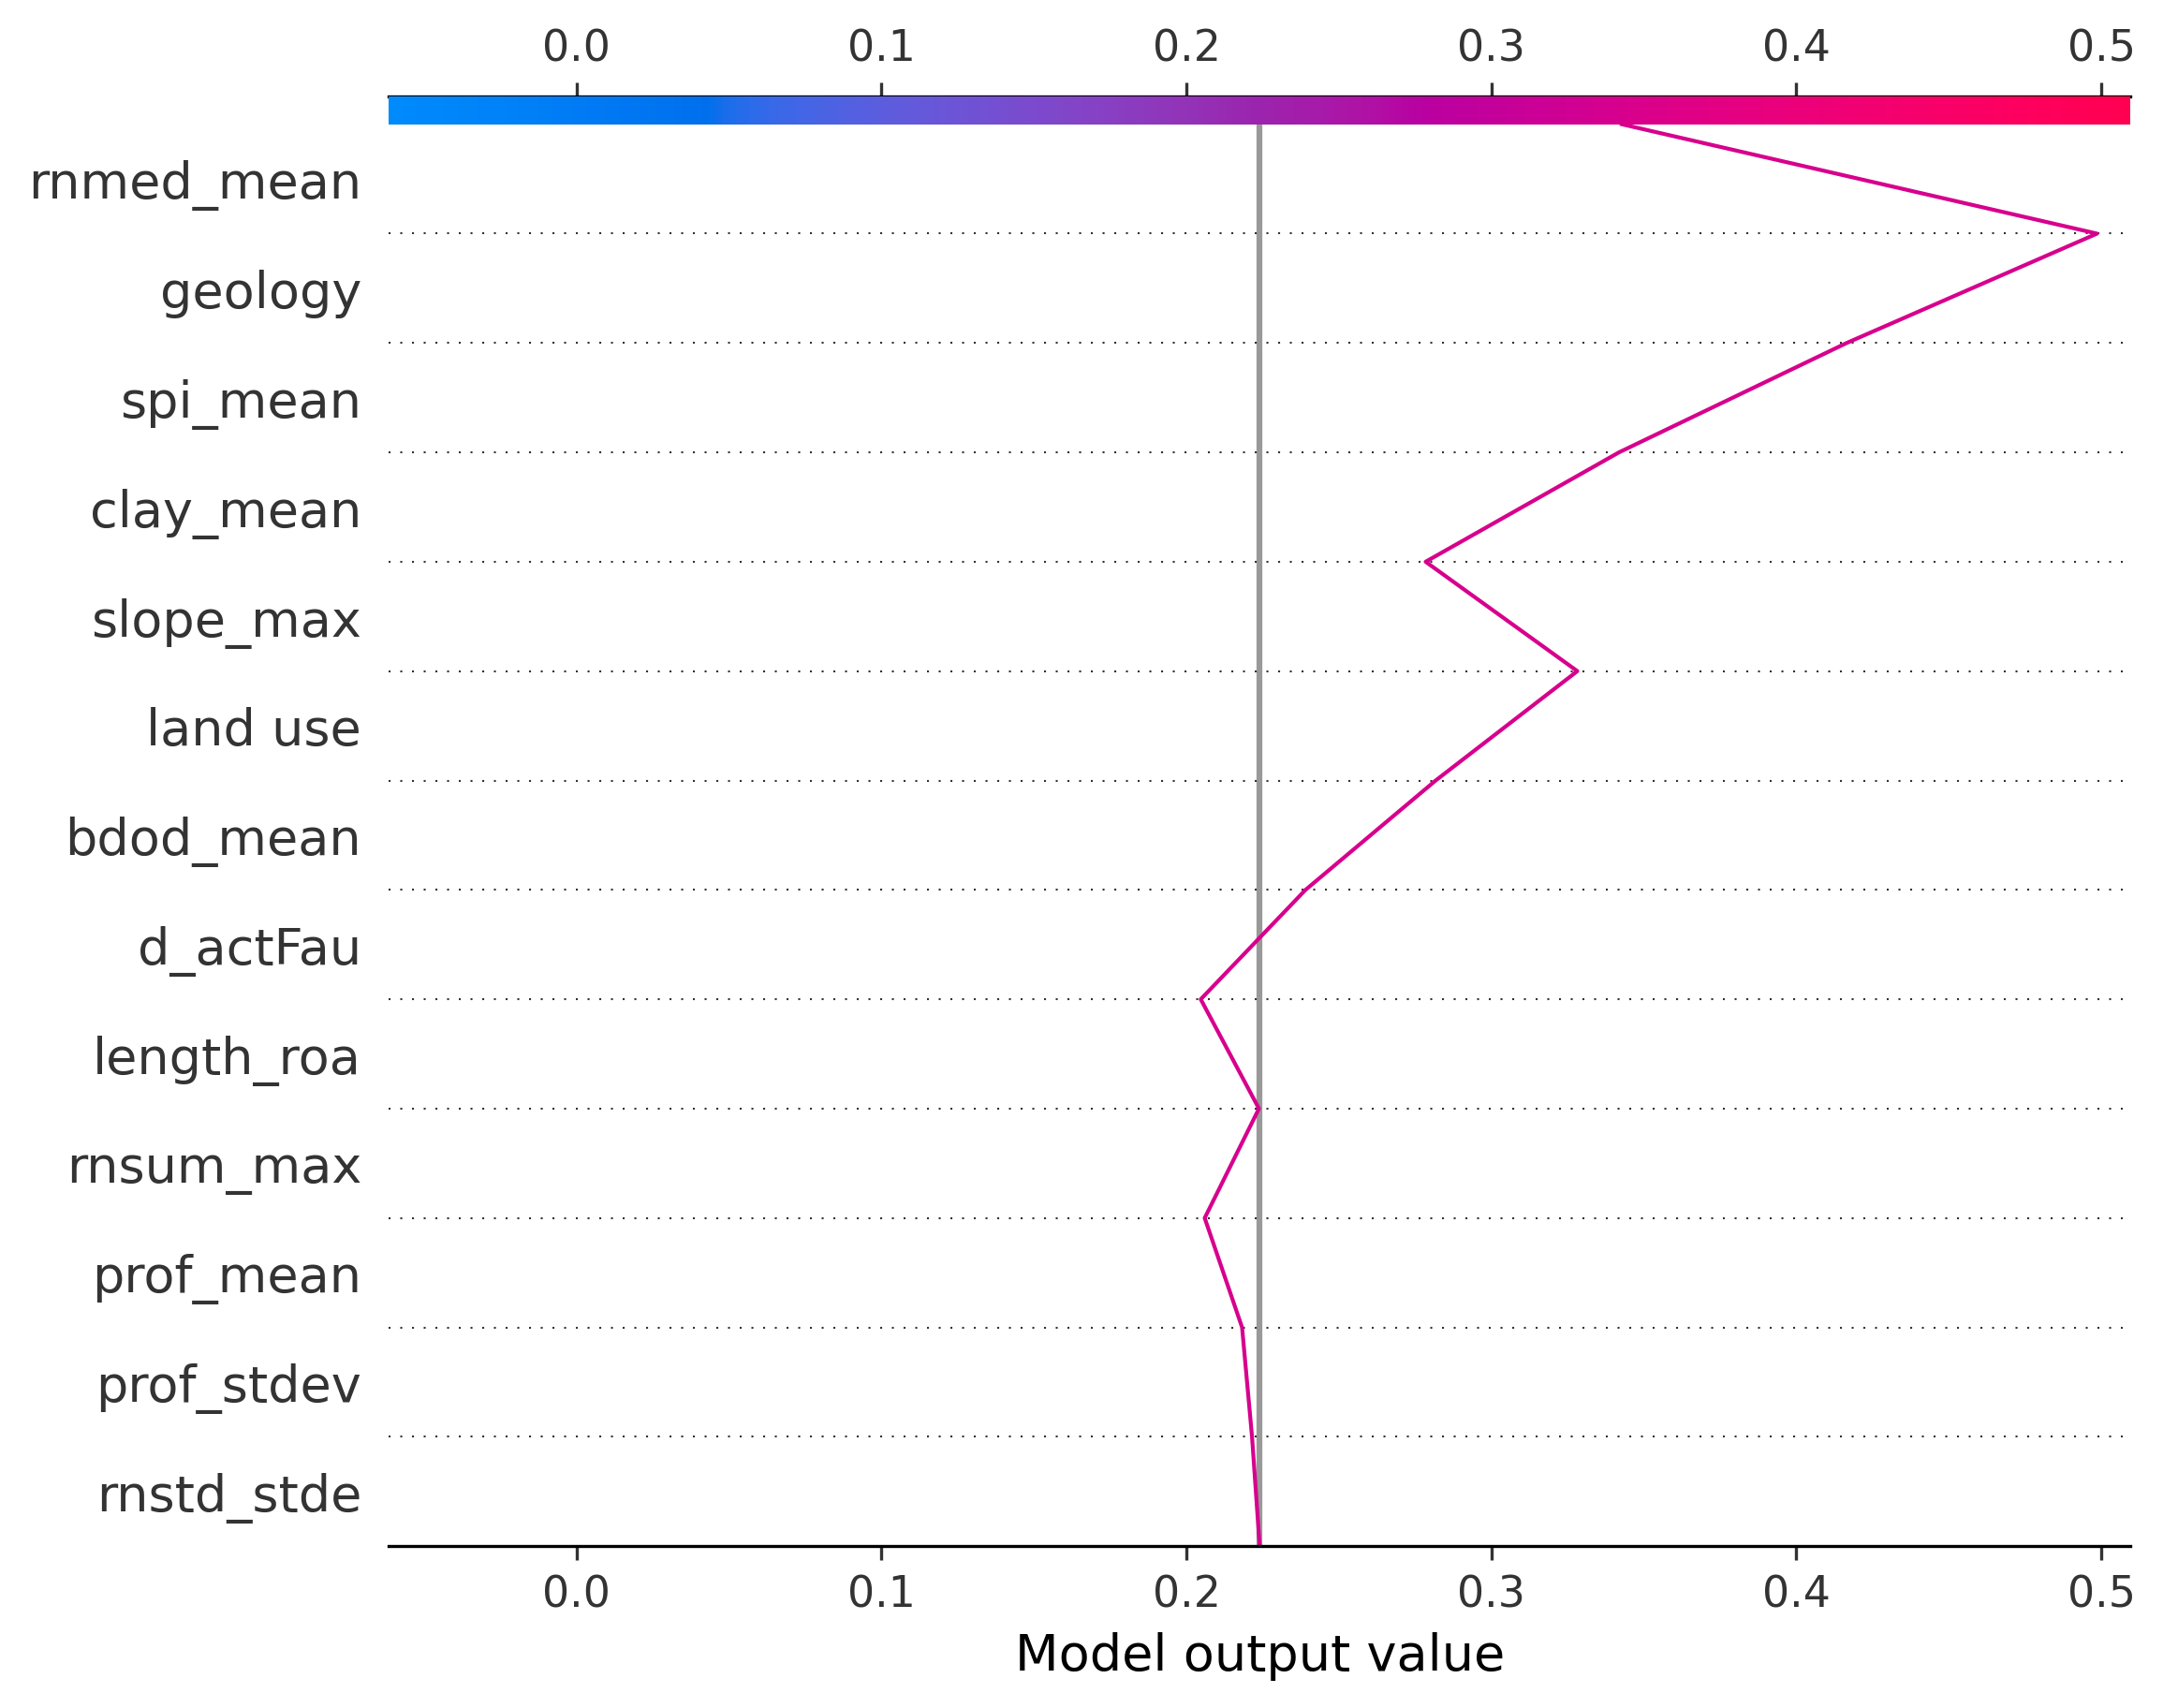 0.0 0.1 0.2 0.3 0.4 0.5
rnmed_mean
geology
spi_mean
clay_mean
slope_max
land use
bdod_mean
d_actFau
length_roa
rnsum_max
prof_mean
prof_stdev
rnstd_stde
0.0 0.1 0.2 0.3 0.4 0.5
Model output value